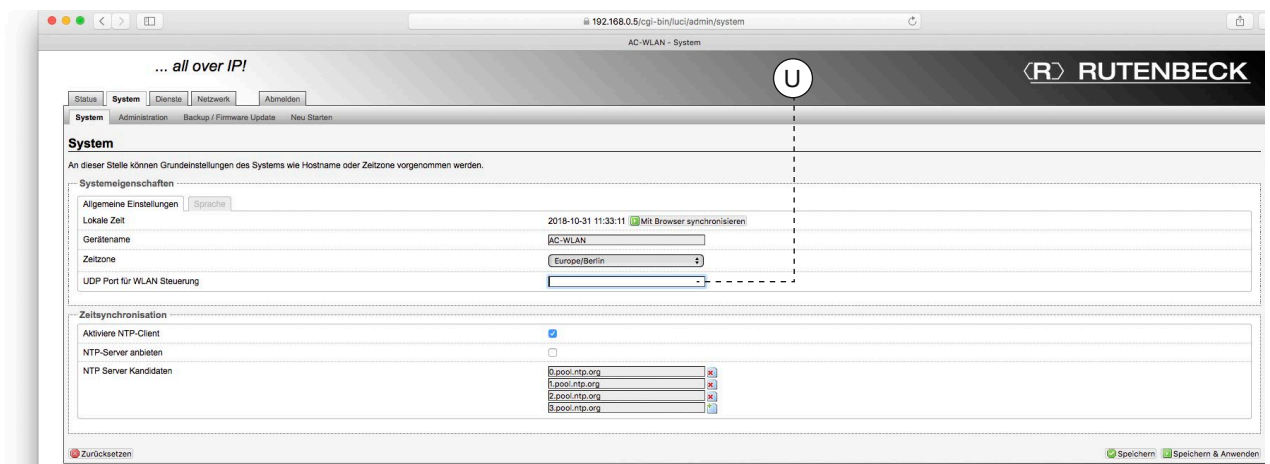 192.168.0.5/cgi-bin/luci/admin/system
AC-WLAN - System
... all over IP!
U
R RUTENBECK
Status System Dienste Netzwerk Abmelden
System Administration Backup / Firmware Update Neu Starten
System
An dieser Stelle können Grundeinstellungen des Systems wie Hostname oder Zeitzone vorgenommen werden.
Systemeigenschaften
Allgemeine Einstellungen Sprache
Lokale Zeit 2018-10-31 11:33:11 Mit Browser synchronisieren
Gerätename AC-WLAN
Zeitzone Europe/Berlin
UDP Port für WLAN Steuerung -
Zeitsynchronisation
Aktiviere NTP-Client
NTP-Server anbieten
NTP Server Kandidaten 0.pool.ntp.org
1.pool.ntp.org
2.pool.ntp.org
3.pool.ntp.org
Zurücksetzen Speichern Speichern & Anwenden